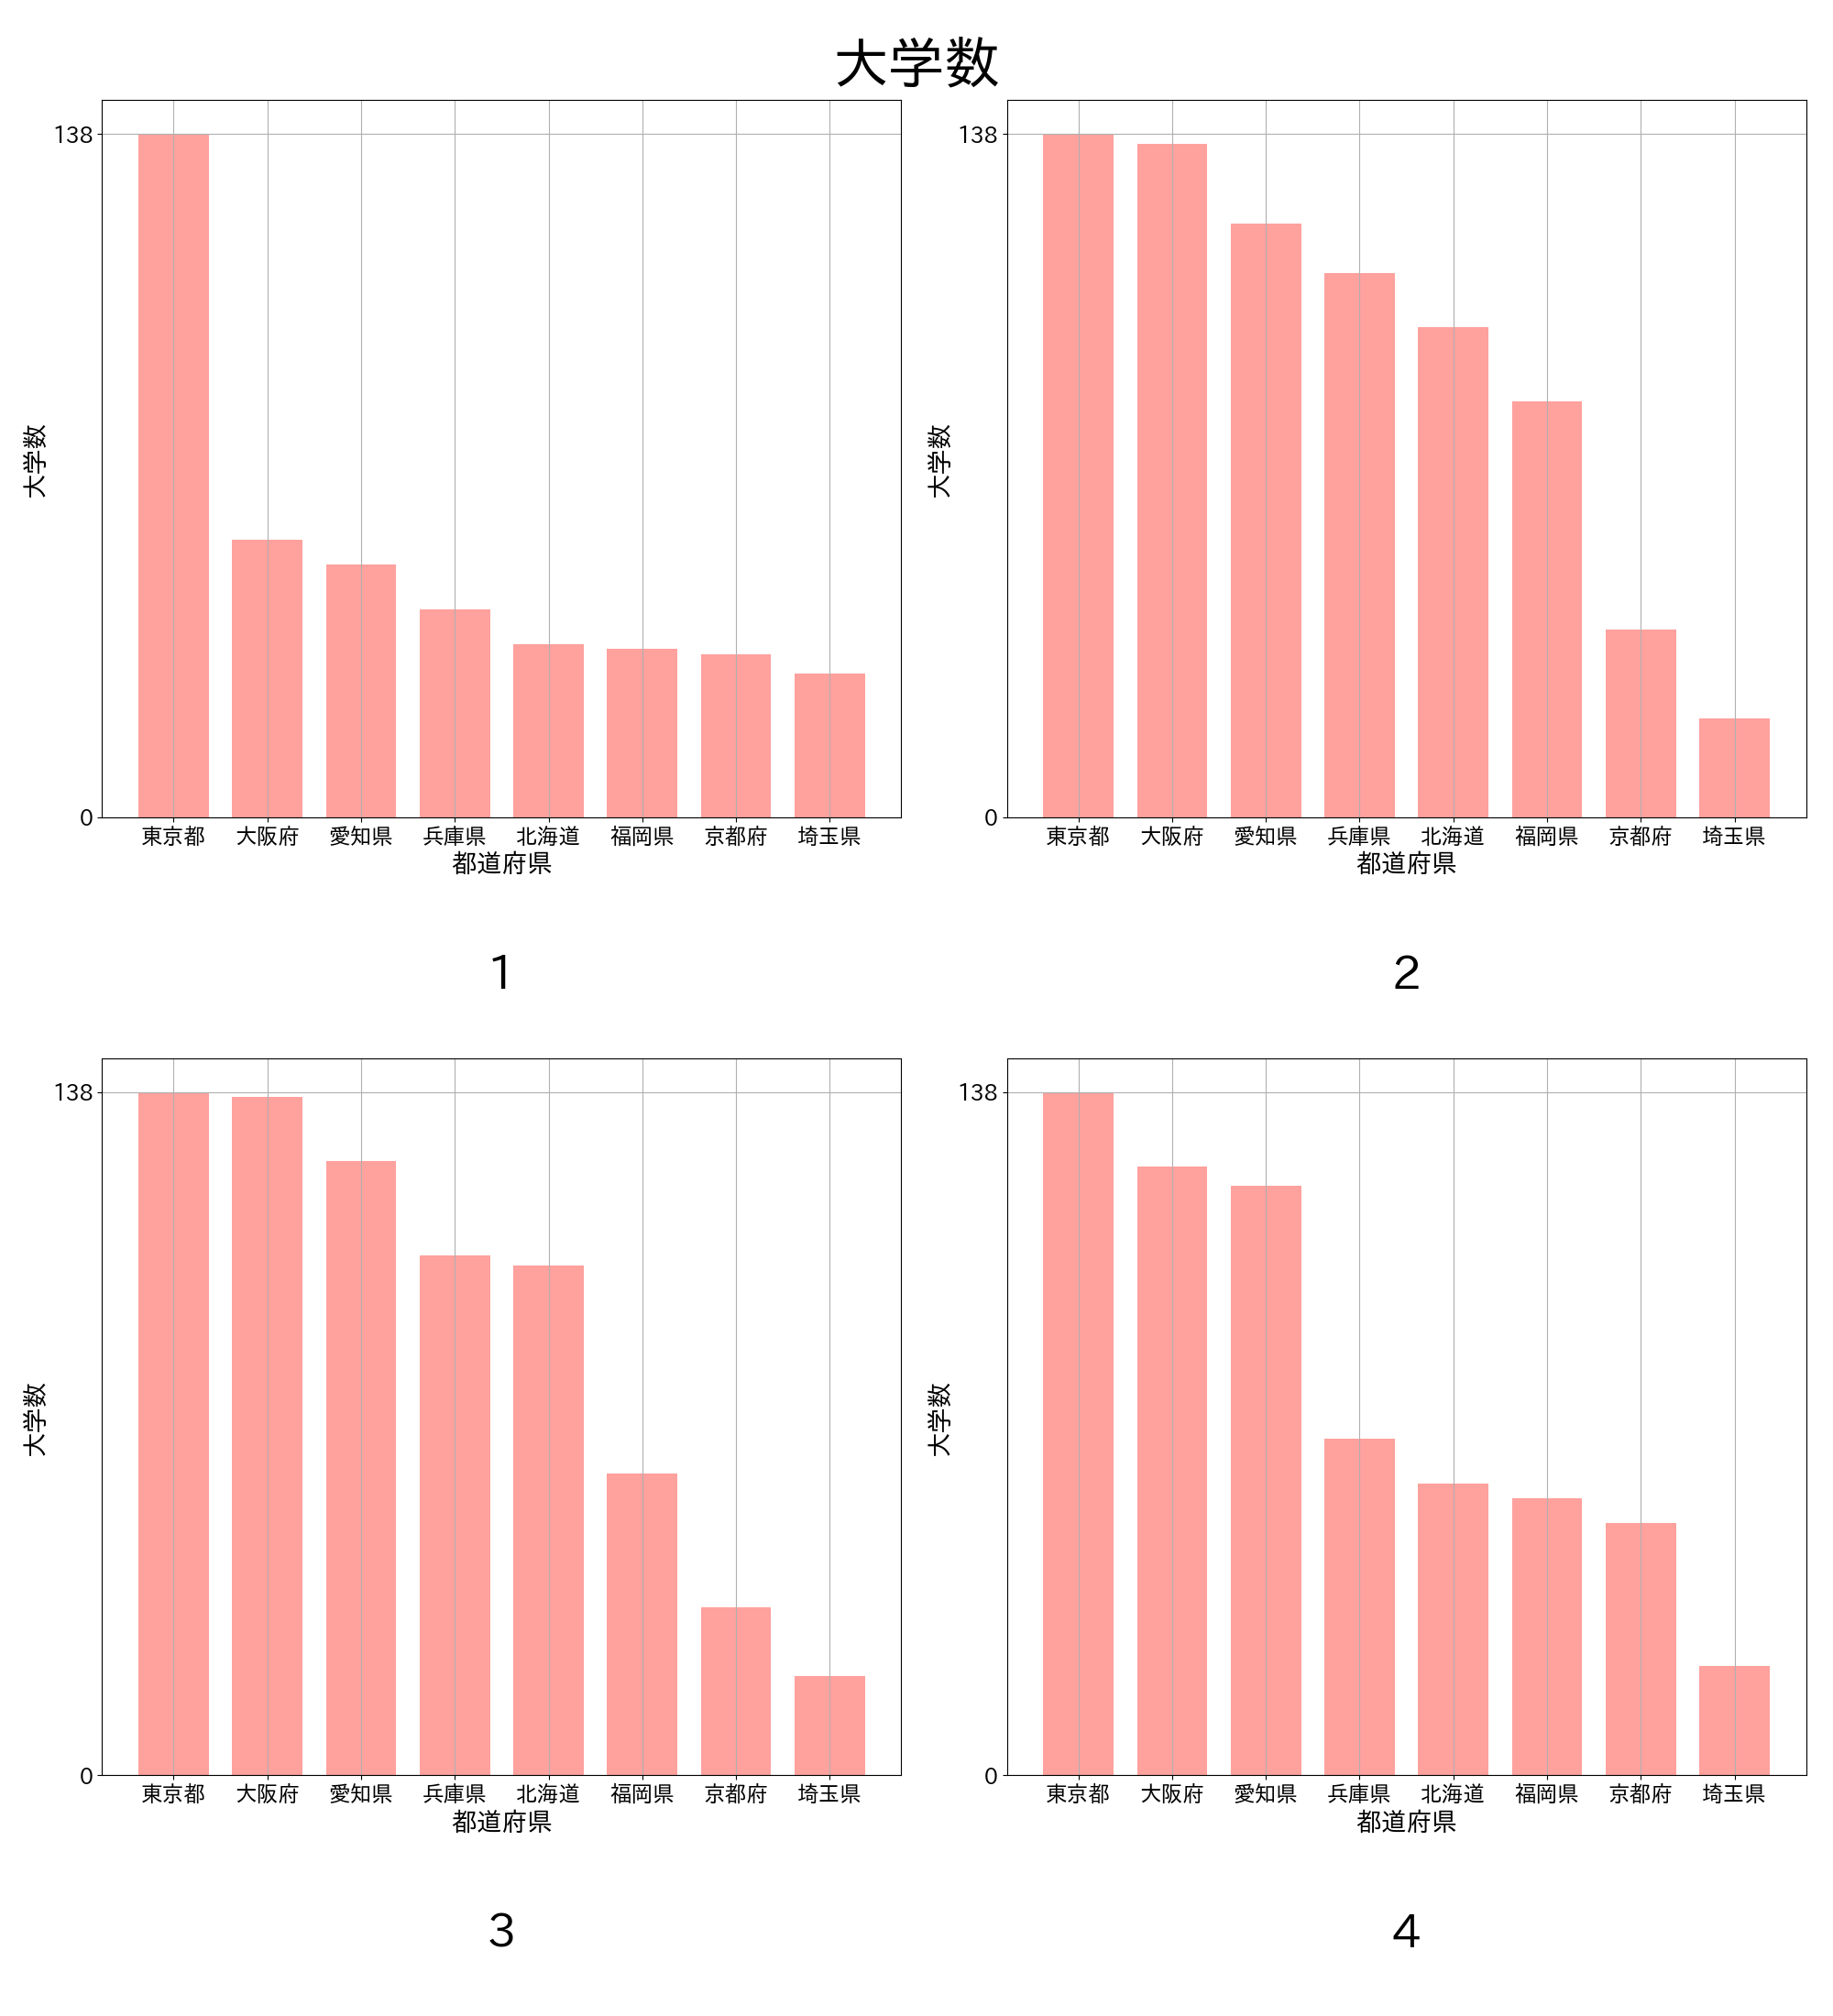 大学数
138
0
大学数
東京都 大阪府 愛知県 兵庫県 北海道 福岡県 京都府 埼玉県
都道府県
1
138
0
大学数
東京都 大阪府 愛知県 兵庫県 北海道 福岡県 京都府 埼玉県
都道府県
2
138
0
大学数
東京都 大阪府 愛知県 兵庫県 北海道 福岡県 京都府 埼玉県
都道府県
3
138
0
大学数
東京都 大阪府 愛知県 兵庫県 北海道 福岡県 京都府 埼玉県
都道府県
4